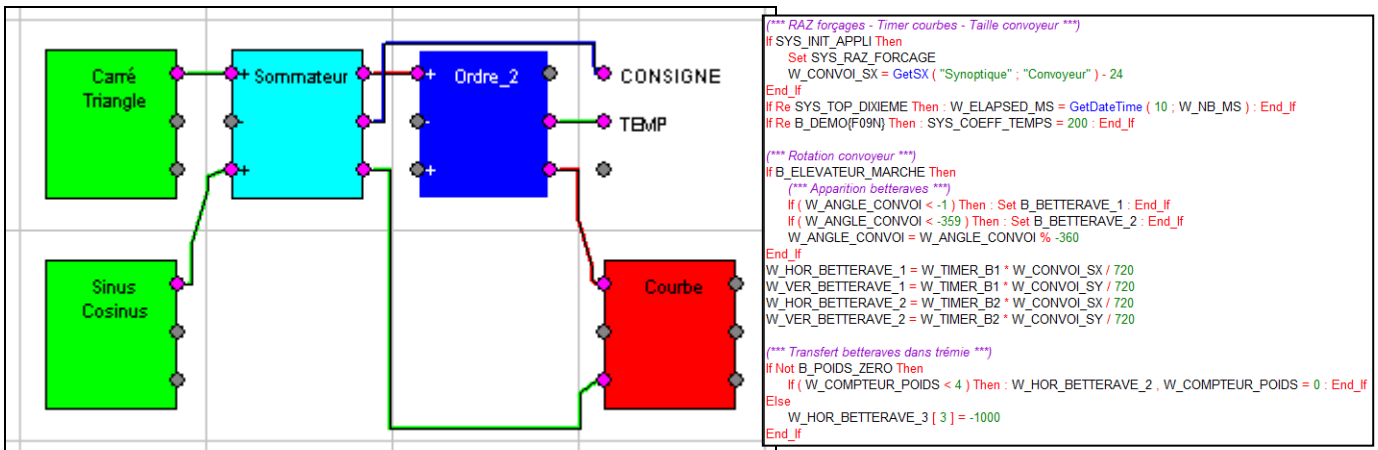 Carré
Triangle
+ Sommateur
-
+
+ Ordre_2
-
+
CONSIGNE
TEMP
Sinus
Cosinus
Courbe
(*** RAZ forçages - Timer courbes - Taille convoyeur ***)
If SYS_INIT_APPLI Then
Set SYS_RAZ_FORCAGE
W_CONVOI_SX = GetSX ( "Synoptique" ; "Convoyeur" ) - 24
End_If
If Re SYS_TOP_DIXIEME Then : W_ELAPSED_MS = GetDateTime ( 10 ; W_NB_MS ) : End_If
If Re B_DEMO{F09N} Then : SYS_COEFF_TEMPS = 200 : End_If
(*** Rotation convoyeur ***)
If B_ELEVATEUR_MARCHE Then
(*** Apparition betteraves ***)
If ( W_ANGLE_CONVOI < -1 ) Then : Set B_BETTERAVE_1 : End_If
If ( W_ANGLE_CONVOI < -359 ) Then : Set B_BETTERAVE_2 : End_If
W_ANGLE_CONVOI = W_ANGLE_CONVOI % -360
End_If
W_HOR_BETTERAVE_1 = W_TIMER_B1 * W_CONVOI_SX / 720
W_VER_BETTERAVE_1 = W_TIMER_B1 * W_CONVOI_SY / 720
W_HOR_BETTERAVE_2 = W_TIMER_B2 * W_CONVOI_SX / 720
W_VER_BETTERAVE_2 = W_TIMER_B2 * W_CONVOI_SY / 720
(*** Transfert betteraves dans trémie ***)
If Not B_POIDS_ZERO Then
If ( W_COMPTEUR_POIDS < 4 ) Then : W_HOR_BETTERAVE_2 , W_COMPTEUR_POIDS = 0 : End_If
Else
W_HOR_BETTERAVE_3 [ 3 ] = -1000
End_If